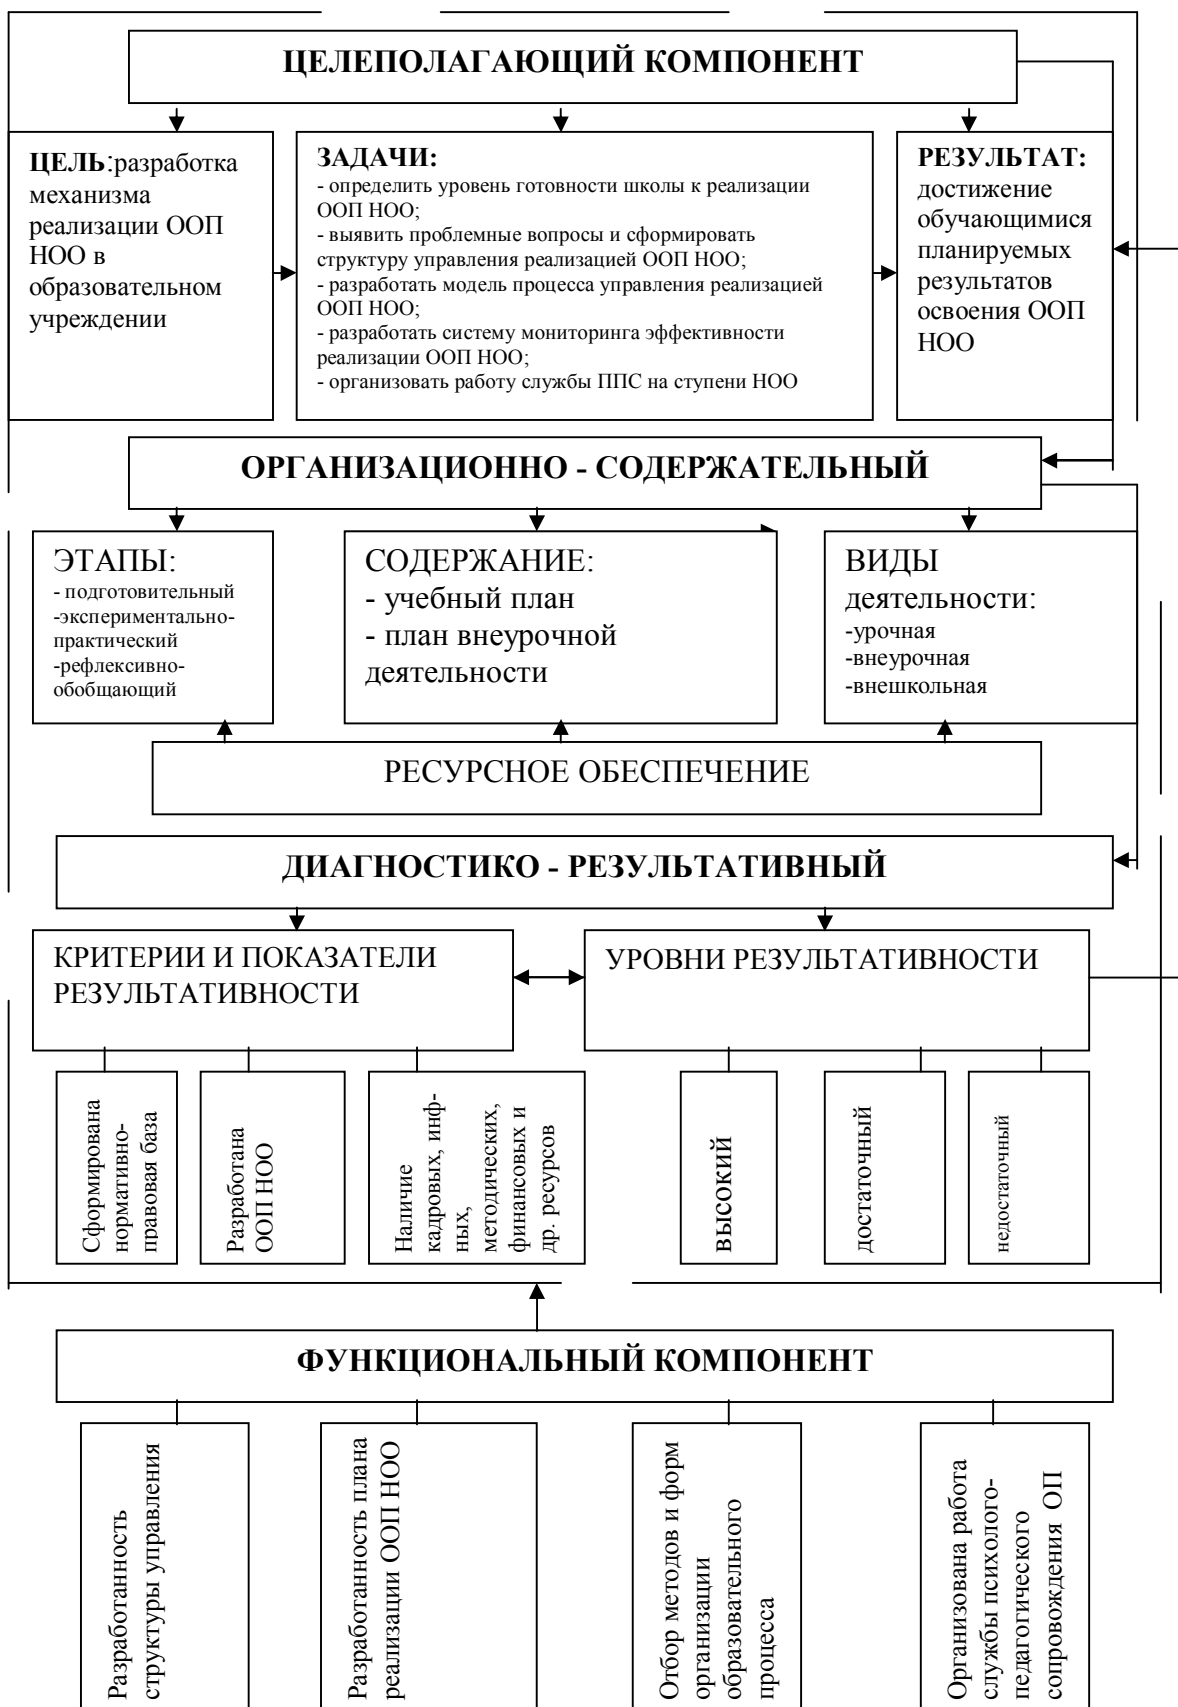 ЦЕЛЕПОЛАГАЮЩИЙ КОМПОНЕНТ
ЦЕЛЬ:разработка
механизма
реализации ООП
НОО в
образовательном
учреждении
ЗАДАЧИ:
- определить уровень готовности школы к реализации
ООП НОО;
- выявить проблемные вопросы и сформировать
структуру управления реализацией ООП НОО;
- разработать модель процесса управления реализацией
ООП НОО;
- разработать систему мониторинга эффективности
реализации ООП НОО;
- организовать работу службы ППС на ступени НОО
РЕЗУЛЬТАТ:
достижение
обучающимися
планируемых
результатов
освоения ООП
НОО
ОРГАНИЗАЦИОННО - СОДЕРЖАТЕЛЬНЫЙ
ЭТАПЫ:
- подготовительный
-экспериментально-
практический
-рефлексивно-
обобщающий
СОДЕРЖАНИЕ:
- учебный план
- план внеурочной
деятельности
ВИДЫ
деятельности:
-урочная
-внеурочная
-внешкольная
РЕСУРСНОЕ ОБЕСПЕЧЕНИЕ
ДИАГНОСТИКО - РЕЗУЛЬТАТИВНЫЙ
КРИТЕРИИ И ПОКАЗАТЕЛИ
РЕЗУЛЬТАТИВНОСТИ
УРОВНИ РЕЗУЛЬТАТИВНОСТИ
Сформирована
нормативно-
правовая база
Разработана
ООП НОО
Наличие
кадровых, инф-
ных,
методических,
финансовых и
др. ресурсов
высокий
достаточный
недостаточный
ФУНКЦИОНАЛЬНЫЙ КОМПОНЕНТ
Разработанность
структуры управления
Разработанность плана
реализации ООП НОО
Отбор методов и форм
организации
образовательного
процесса
Организована работа
службы психолого-
педагогического
сопровождения ОП